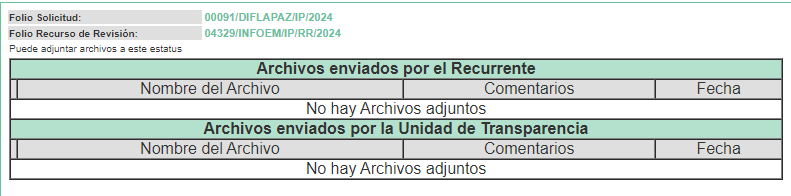 Folio Solicitud: 00091/DIFLAPAZ/IP/2024
Folio Recurso de Revisión: 04329/INFOEM/IP/RR/2024
Puede adjuntar archivos a este estatus
Archivos enviados por el Recurrente
Nombre del Archivo Comentarios Fecha
No hay Archivos adjuntos
Archivos enviados por la Unidad de Transparencia
Nombre del Archivo Comentarios Fecha
No hay Archivos adjuntos